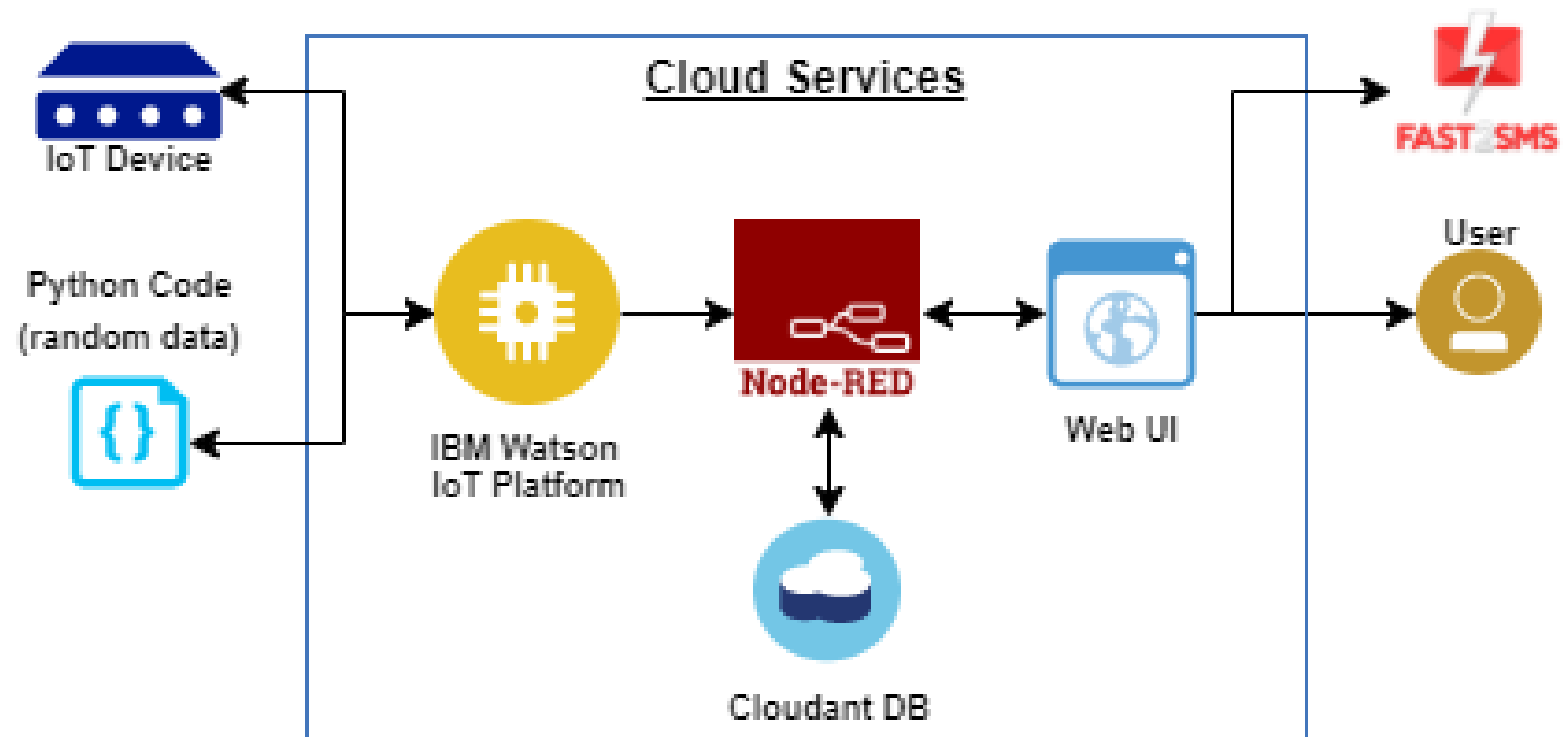 Cloud Services
FAST2SMS
IoT Device
User
Python Code
(random data)
Node-RED
Web UI
IBM Watson
IoT Platform
Cloudant DB